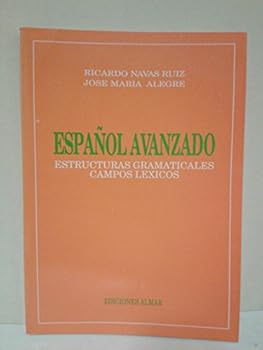 RICARDO NAVAS RUIZ
JOSE MARIA ALEGRE
ESPAÑOL AVANZADO
ESTRUCTURAS GRAMATICALES
CAMPOS LEXICOS
EDICIONES ALMAR